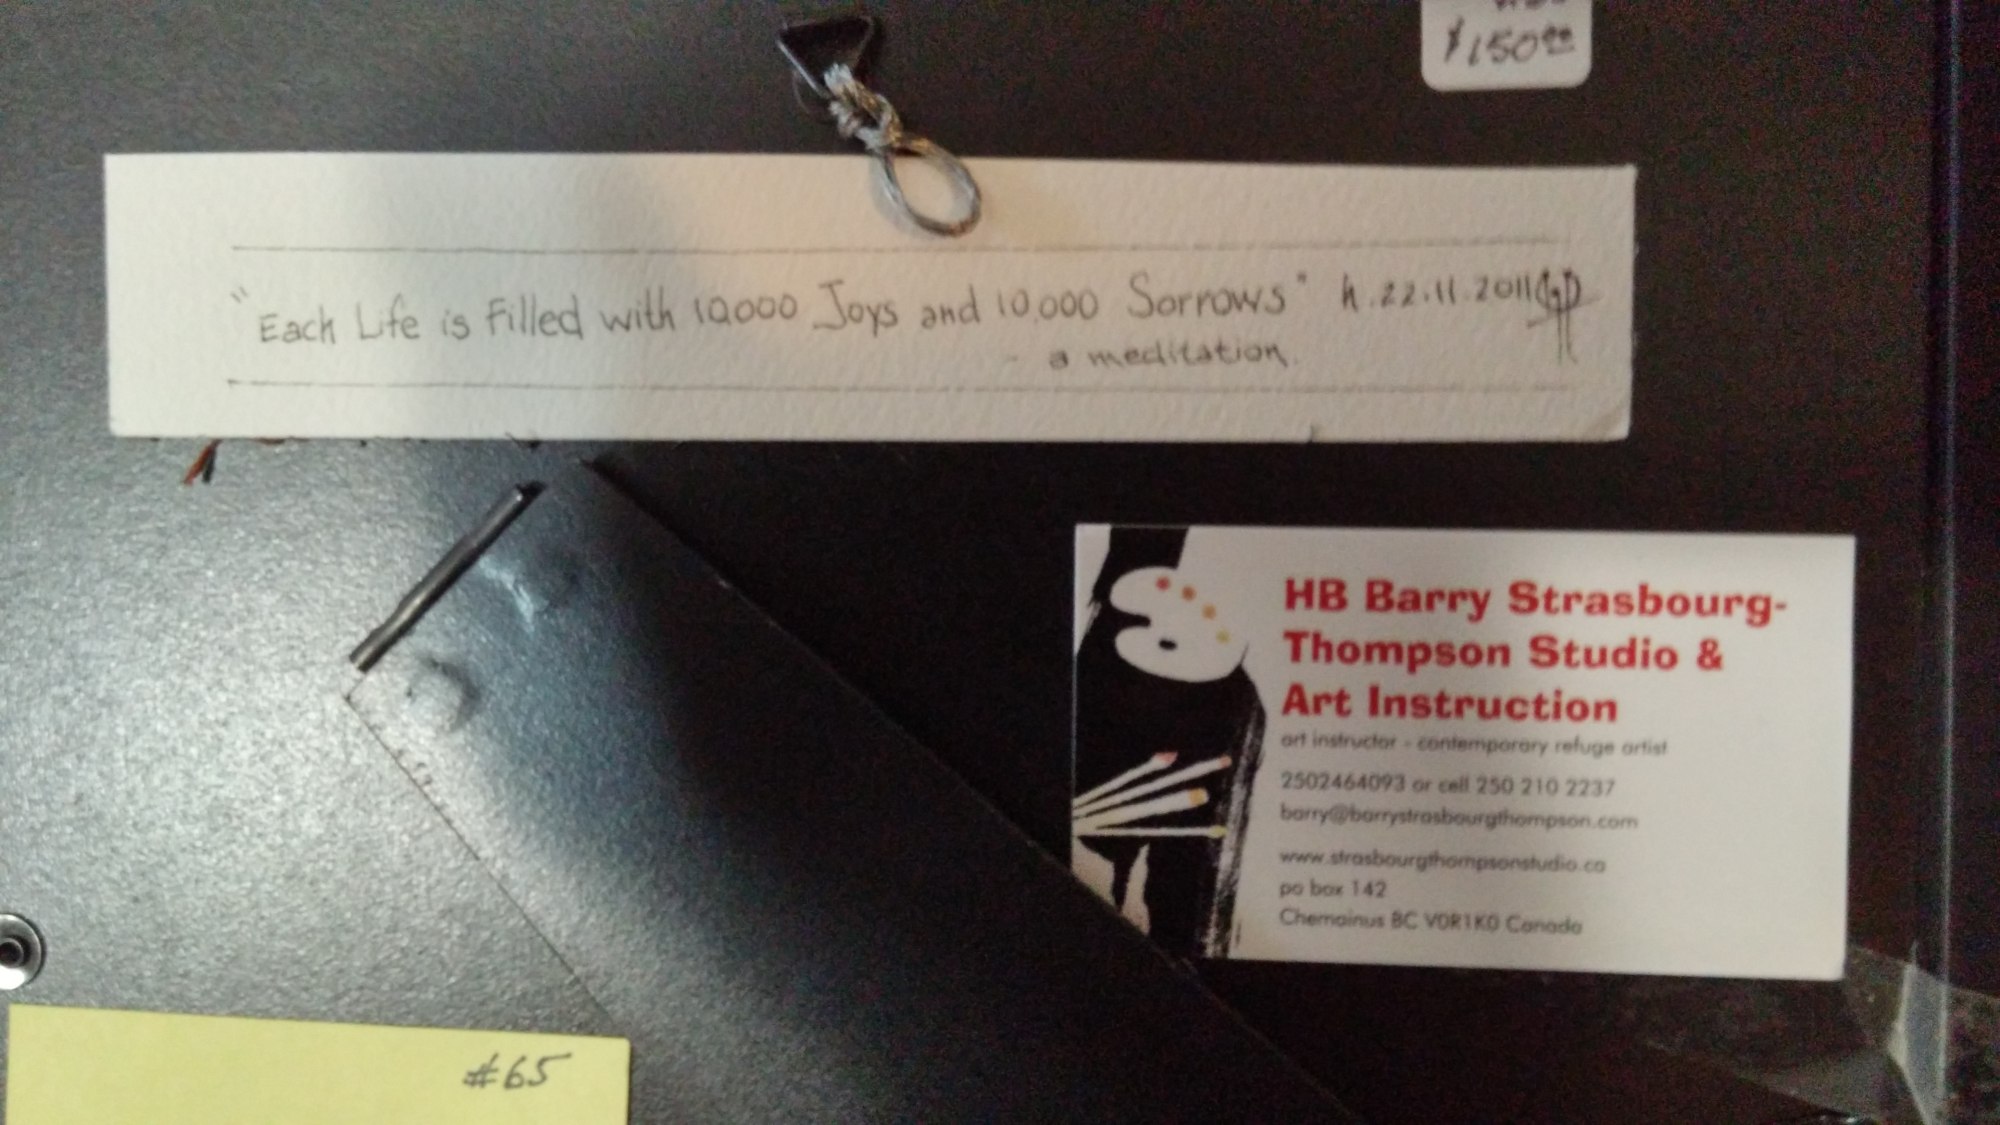 $150.00
"Each Life is Filled with 10,000 Joys and 10,000 Sorrows" h.22.11.2011
- a meditation.
HB Barry Strasbourg-
Thompson Studio &
Art Instruction
art instructor - contemporary refuge artist
2502464093 or cell 250 210 2237
barry@barrystrasbourgthompson.com
www.strasbourgthompsonstudio.ca
po box 142
Chemainus BC V0R1K0 Canada
#65